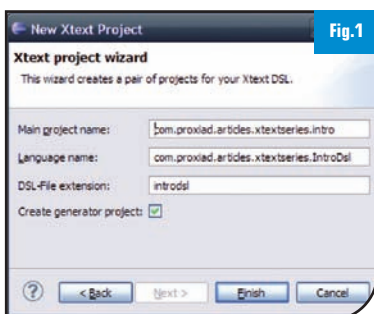 New Xtext Project
Fig.1
Xtext project wizard
This wizard creates a pair of projects for your Xtext DSL.
Main project name: com.proxiad.articles.xtextseries.intro
Language name: com.proxiad.articles.xtextseries.IntroDsl
DSL-File extension: introdsl
Create generator project:
? < Back Next > Finish Cancel